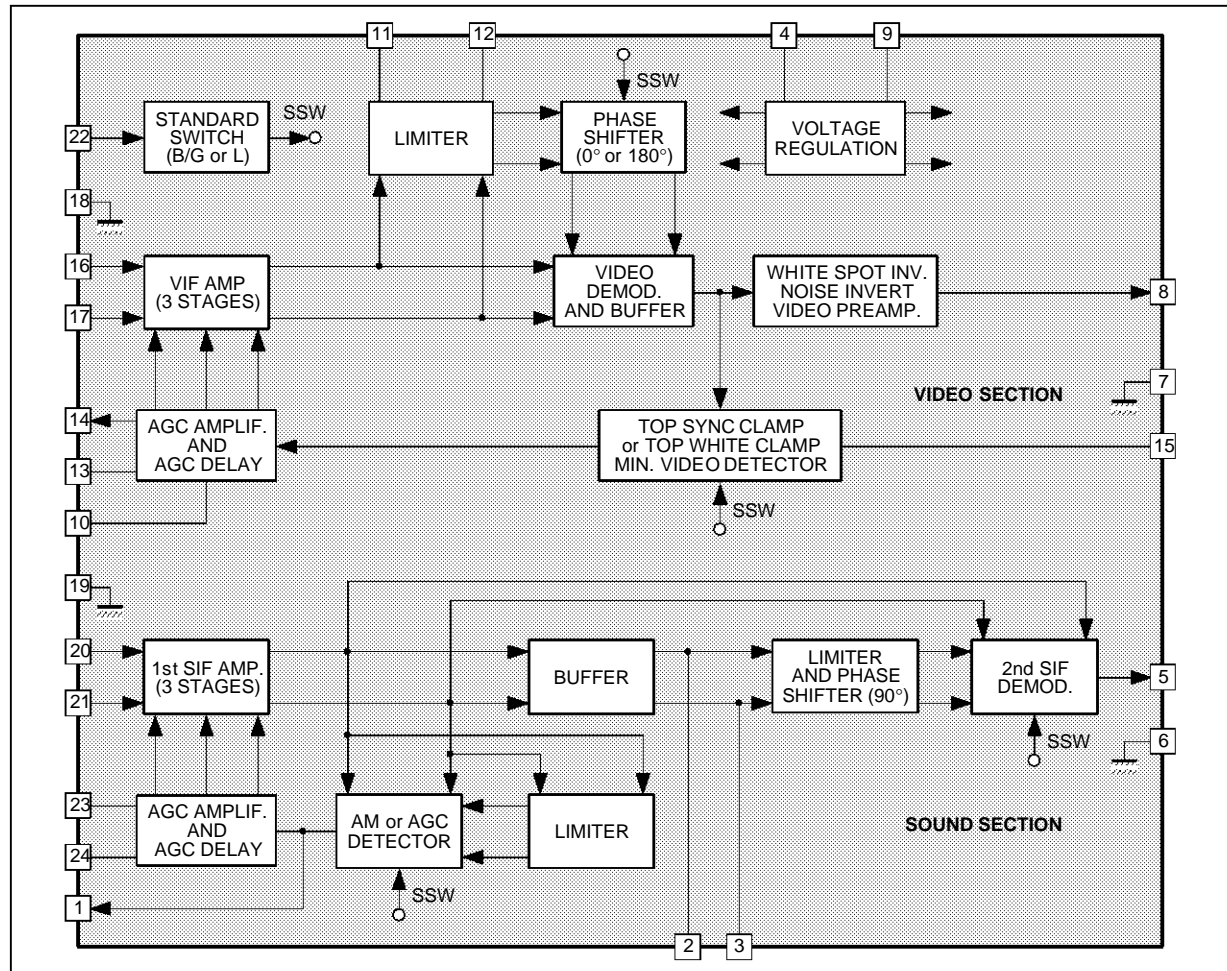 11
12
4
9
SSW
22
STANDARD
SWITCH
(B/G or L)
SSW
LIMITER
PHASE
SHIFTER
(0° or 180°)
VOLTAGE
REGULATION
18
16
17
VIF AMP
(3 STAGES)
VIDEO
DEMOD.
AND BUFFER
WHITE SPOT INV.
NOISE INVERT
VIDEO PREAMP.
8
7
VIDEO SECTION
14
13
10
AGC AMPLIF.
AND
AGC DELAY
TOP SYNC CLAMP
or TOP WHITE CLAMP
MIN. VIDEO DETECTOR
15
SSW
19
20
21
1st SIF AMP.
(3 STAGES)
BUFFER
LIMITER
AND PHASE
SHIFTER (90°)
2nd SIF
DEMOD.
5
SSW
6
23
24
AGC AMPLIF.
AND
AGC DELAY
AM or AGC
DETECTOR
LIMITER
SOUND SECTION
SSW
1
2
3